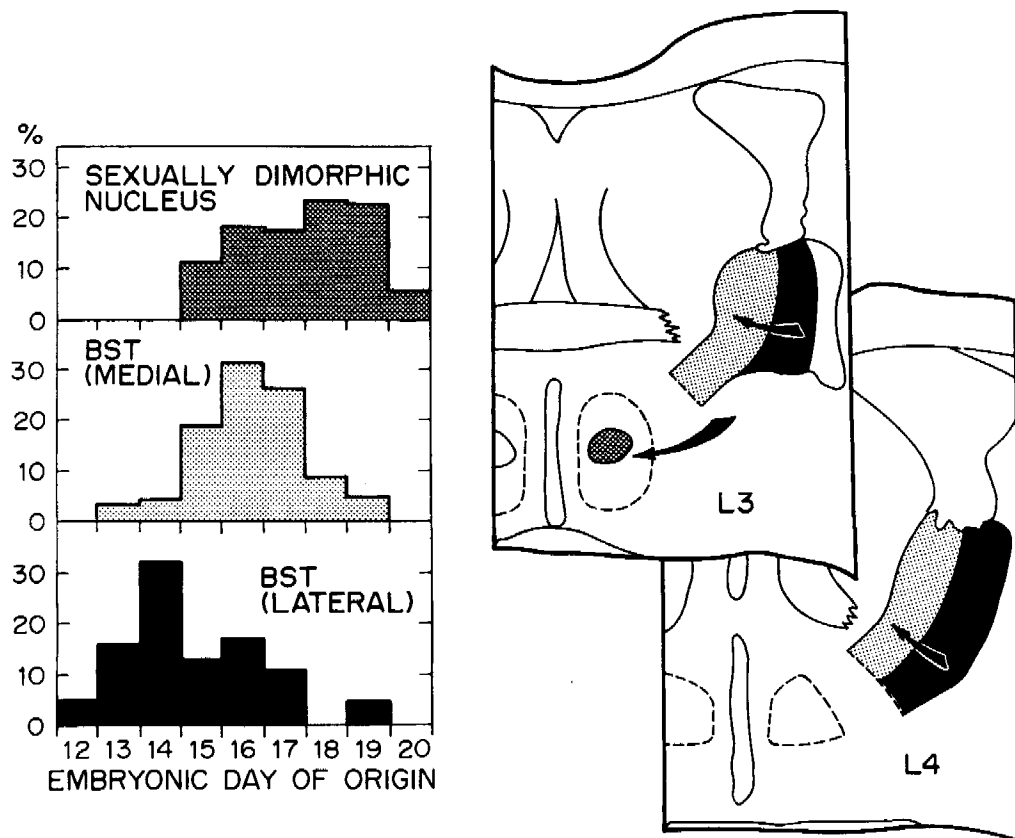 %
30
20
10
0
SEXUALLY DIMORPHIC
NUCLEUS
30
20
10
0
BST
(MEDIAL)
30
20
10
0
BST
(LATERAL)
12 13 14 15 16 17 18 19 20
EMBRYONIC DAY OF ORIGIN
L3
L4